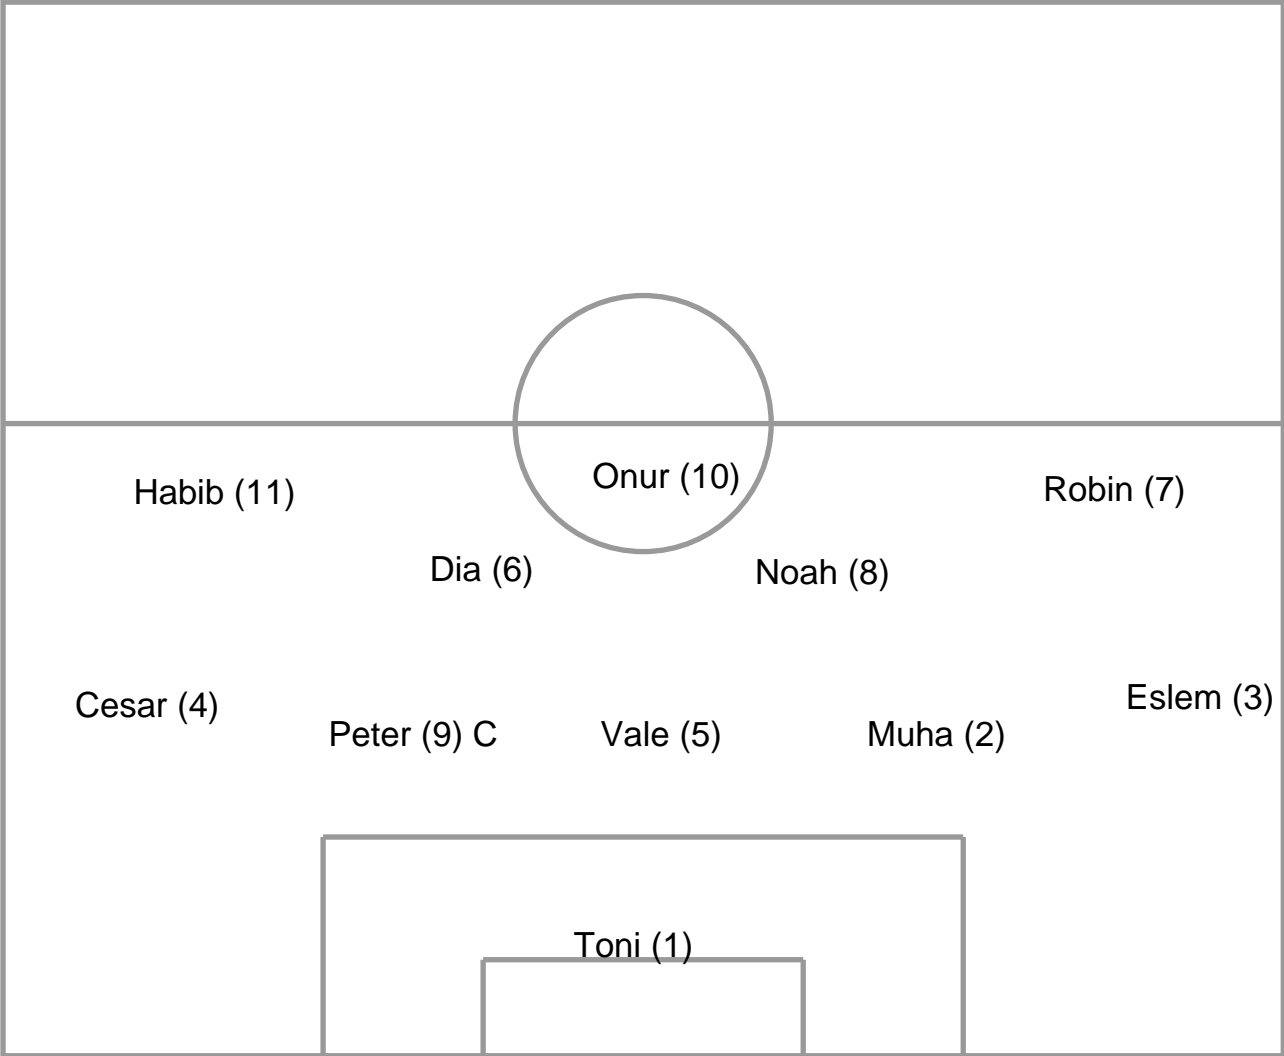 Habib (11)
Onur (10)
Robin (7)
Dia (6)
Noah (8)
Cesar (4)
Peter (9) C
Vale (5)
Muha (2)
Eslem (3)
Toni (1)